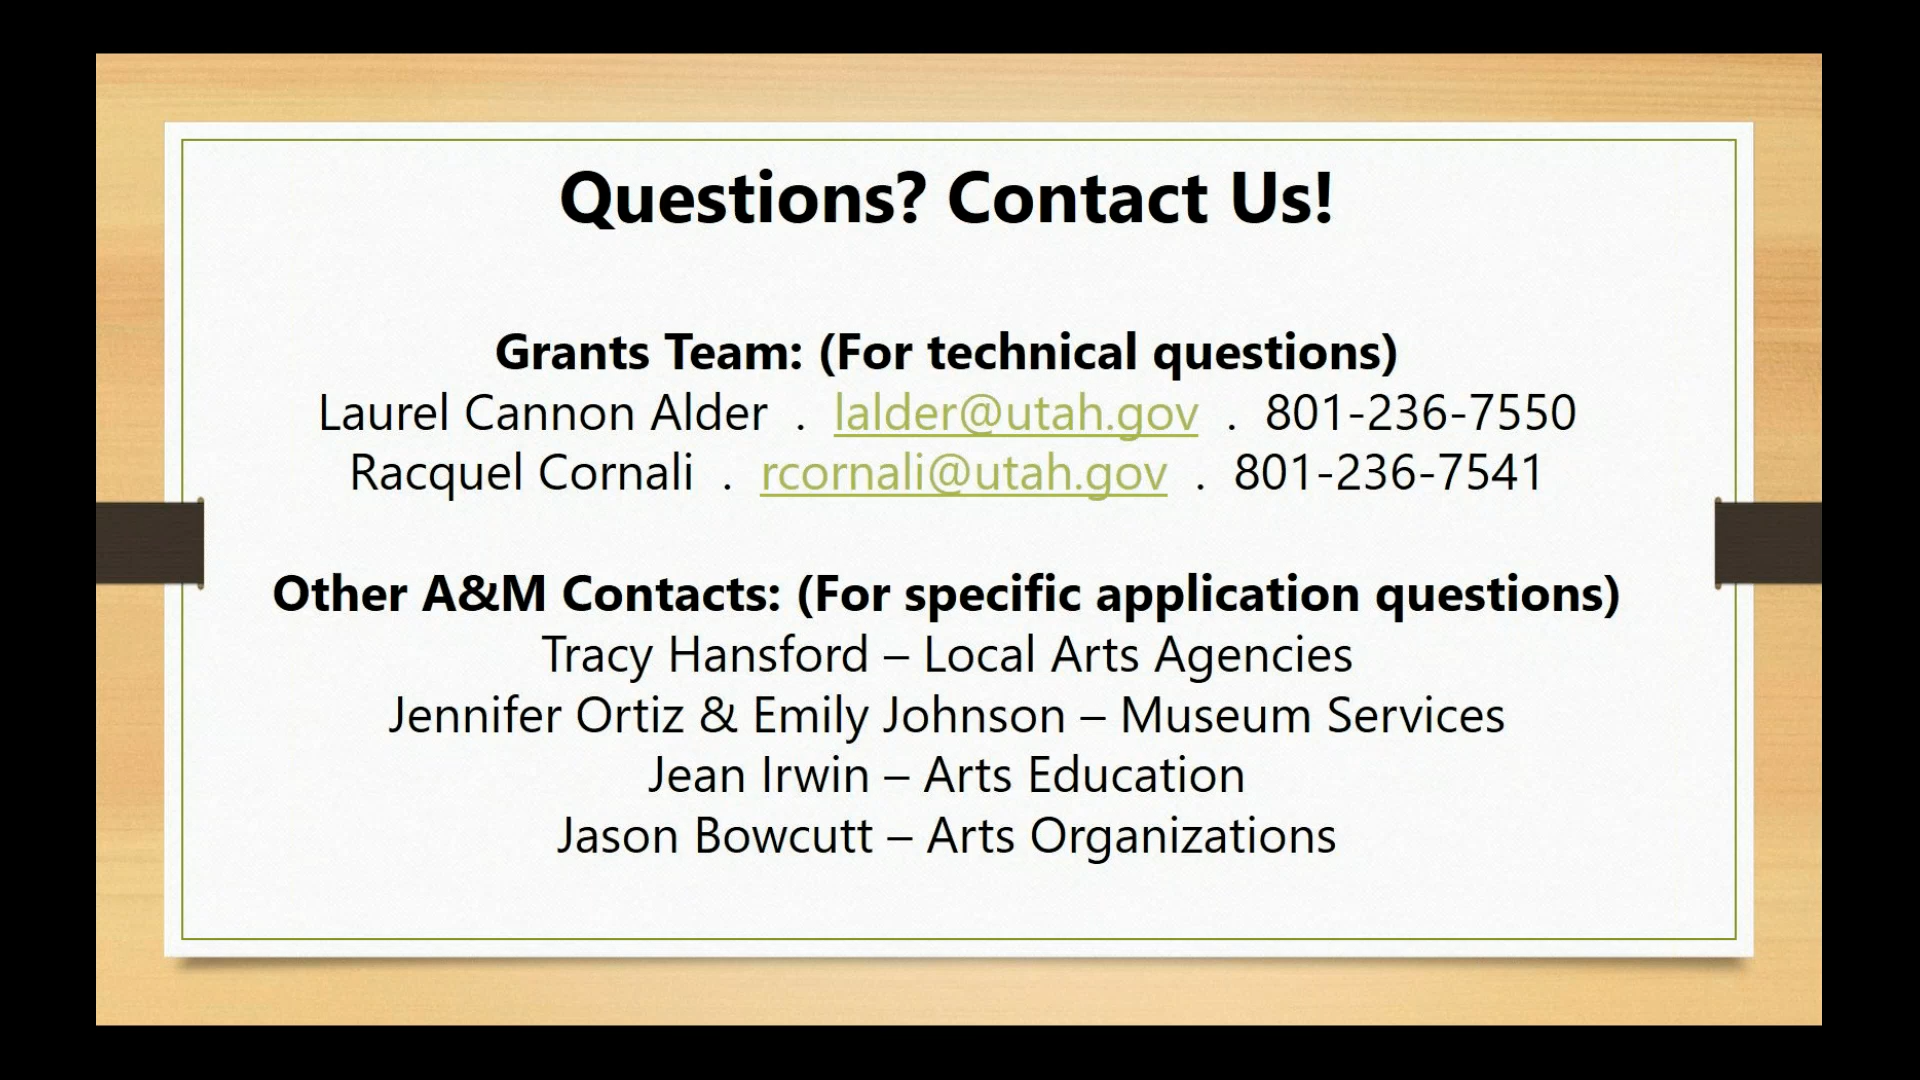 Questions? Contact Us!
Grants Team: (For technical questions)
Laurel Cannon Alder . lalder@utah.gov . 801-236-7550
Racquel Cornali . rcornali@utah.gov . 801-236-7541
Other A&M Contacts: (For specific application questions)
Tracy Hansford – Local Arts Agencies
Jennifer Ortiz & Emily Johnson – Museum Services
Jean Irwin – Arts Education
Jason Bowcutt – Arts Organizations